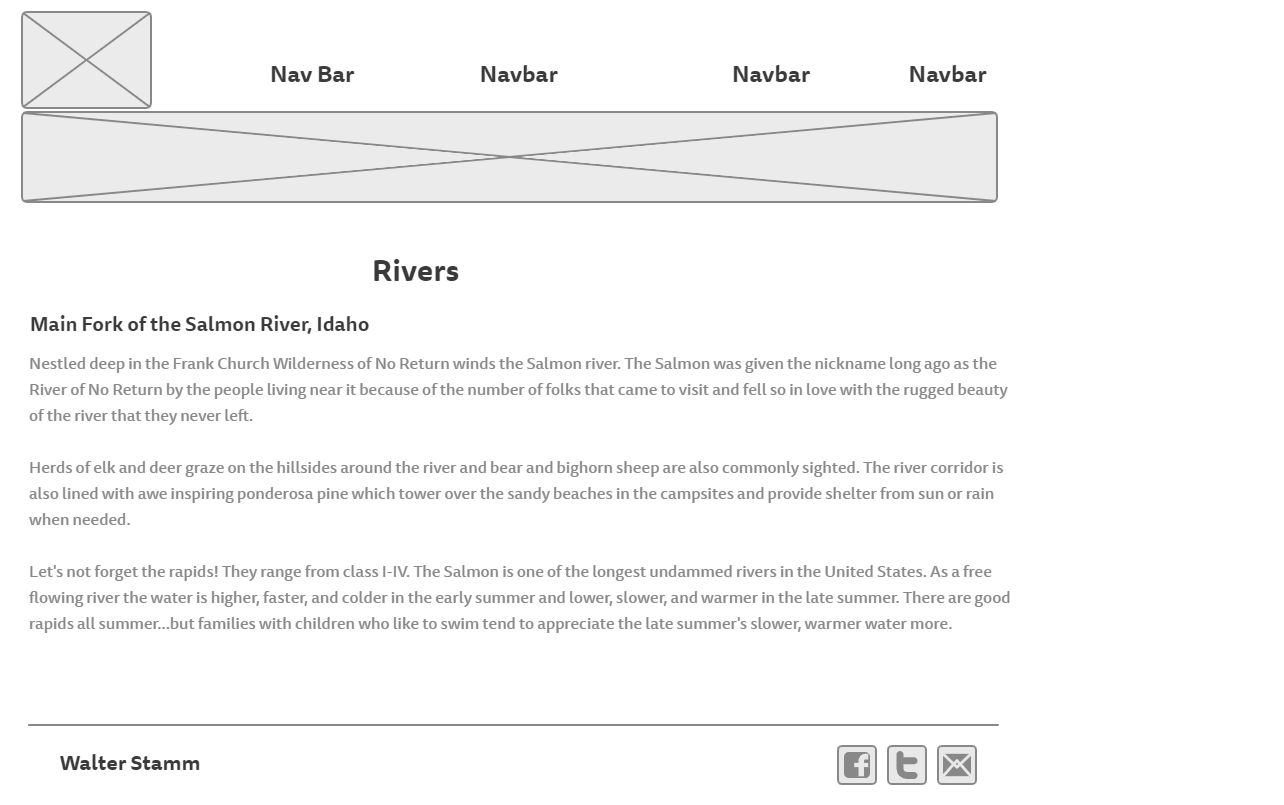 Nav Bar Navbar Navbar Navbar
Rivers
Main Fork of the Salmon River, Idaho
Nestled deep in the Frank Church Wilderness of No Return winds the Salmon river. The Salmon was given the nickname long ago as the
River of No Return by the people living near it because of the number of folks that came to visit and fell so in love with the rugged beauty
of the river that they never left.
Herds of elk and deer graze on the hillsides around the river and bear and bighorn sheep are also commonly sighted. The river corridor is
also lined with awe inspiring ponderosa pine which tower over the sandy beaches in the campsites and provide shelter from sun or rain
when needed.
Let's not forget the rapids! They range from class I-IV. The Salmon is one of the longest undammed rivers in the United States. As a free
flowing river the water is higher, faster, and colder in the early summer and lower, slower, and warmer in the late summer. There are good
rapids all summer...but families with children who like to swim tend to appreciate the late summer's slower, warmer water more.
Walter Stamm